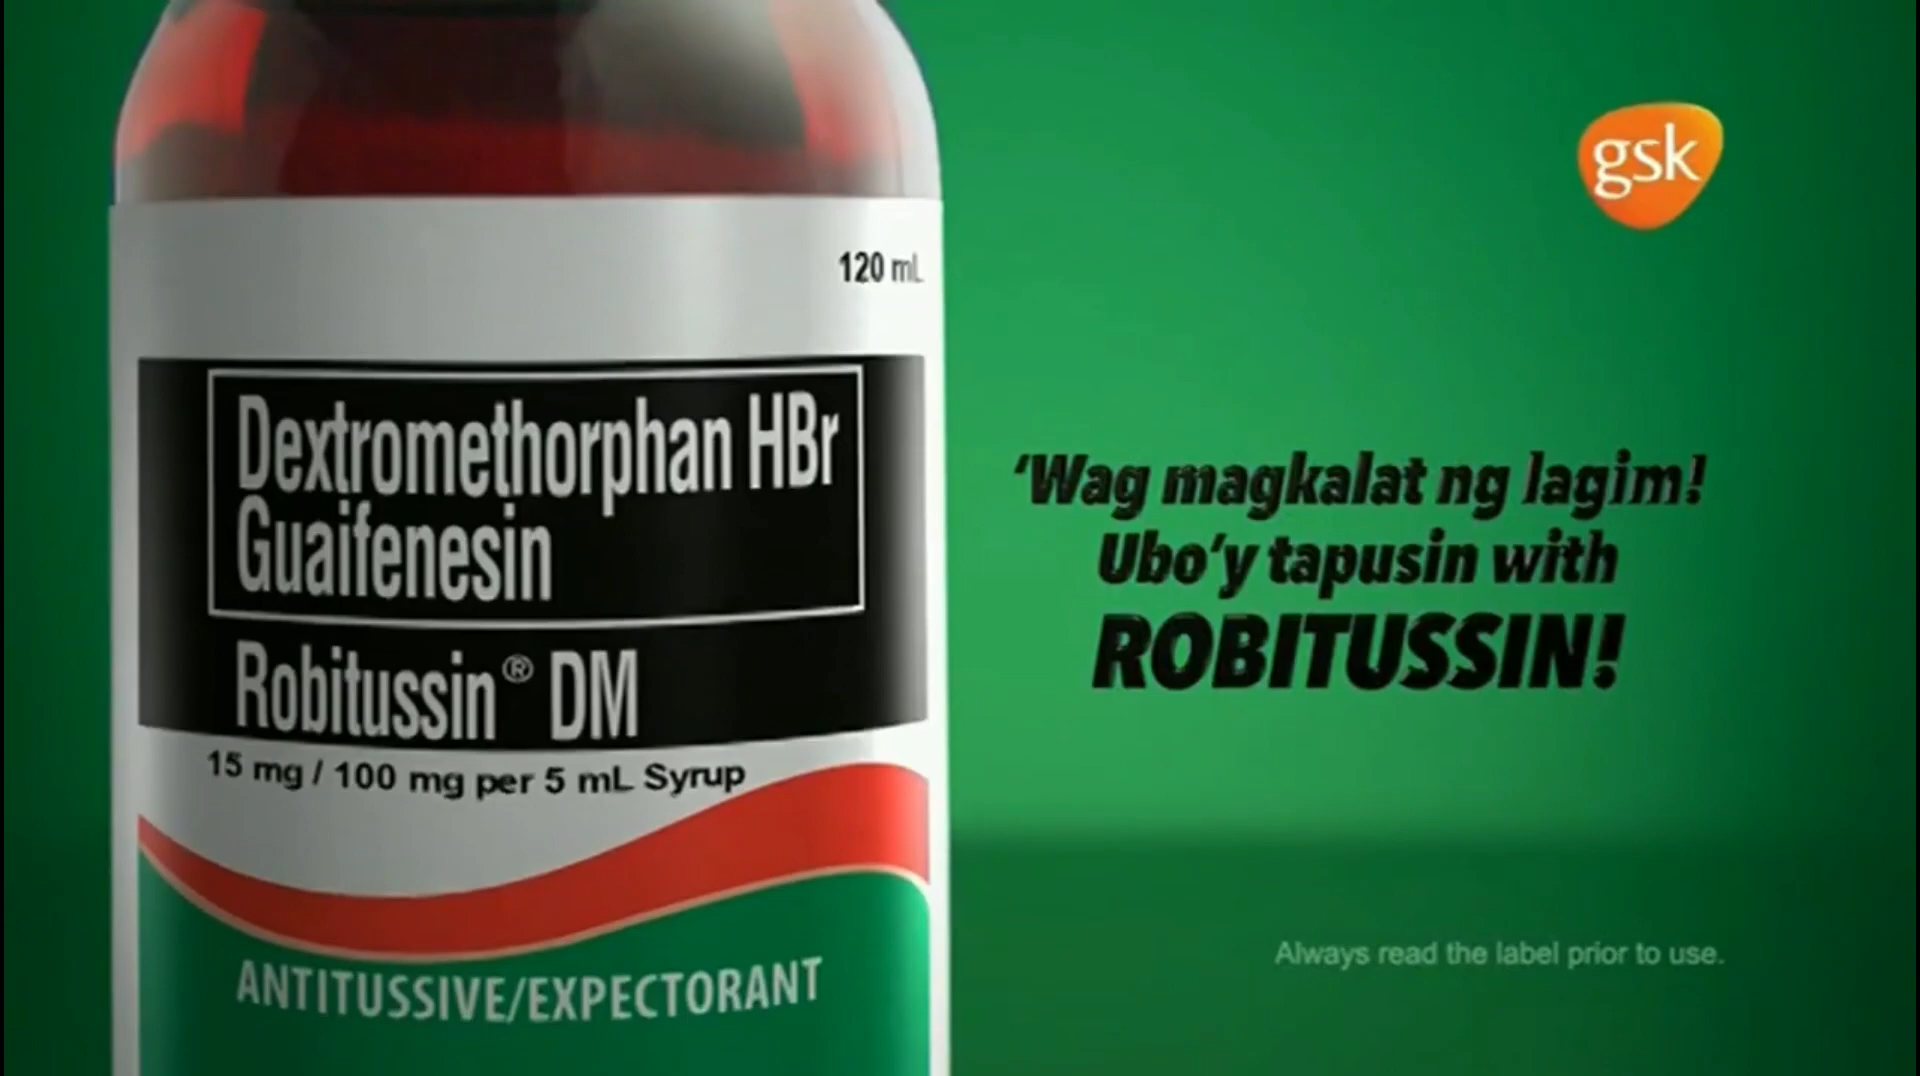 120 mL
Dextromethorphan HBr
Guaifenesin
Robitussin® DM
15 mg / 100 mg per 5 mL Syrup
ANTITUSSIVE/EXPECTORANT
gsk
‘Wag magkalat ng lagim!
Ubo’y tapusin with
ROBITUSSIN!
Always read the label prior to use.